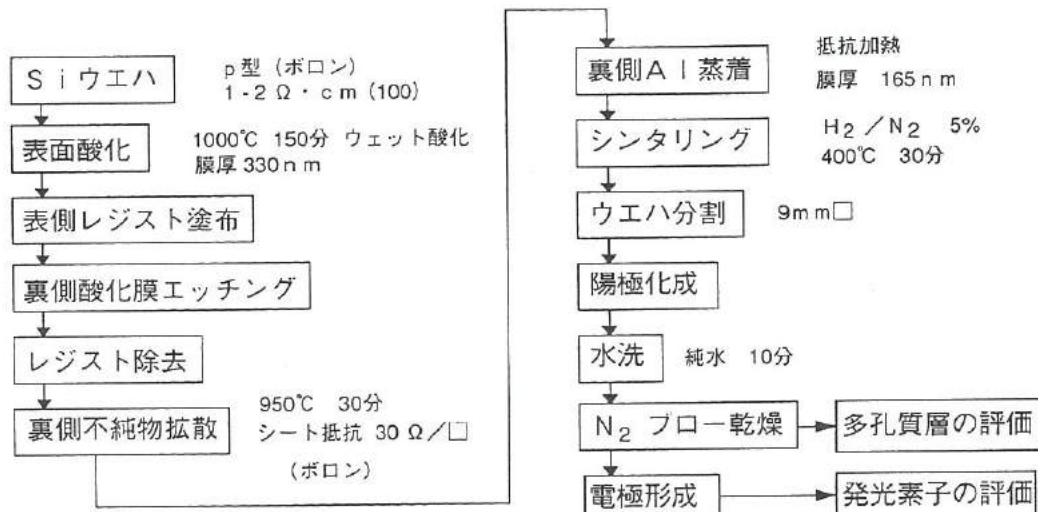 Siウエハ
p型 (ボロン)
1-2 Ω・cm (100)
表面酸化
1000℃ 150分 ウェット酸化
膜厚 330nm
表側レジスト塗布
裏側酸化膜エッチング
レジスト除去
裏側不純物拡散
950℃ 30分
シート抵抗 30 Ω/□
(ボロン)
裏側Al蒸着
抵抗加熱
膜厚 165nm
シンタリング
H₂/N₂ 5%
400℃ 30分
ウエハ分割
9mm□
陽極化成
水洗
純水 10分
N₂ ブロー乾燥
多孔質層の評価
電極形成
発光素子の評価